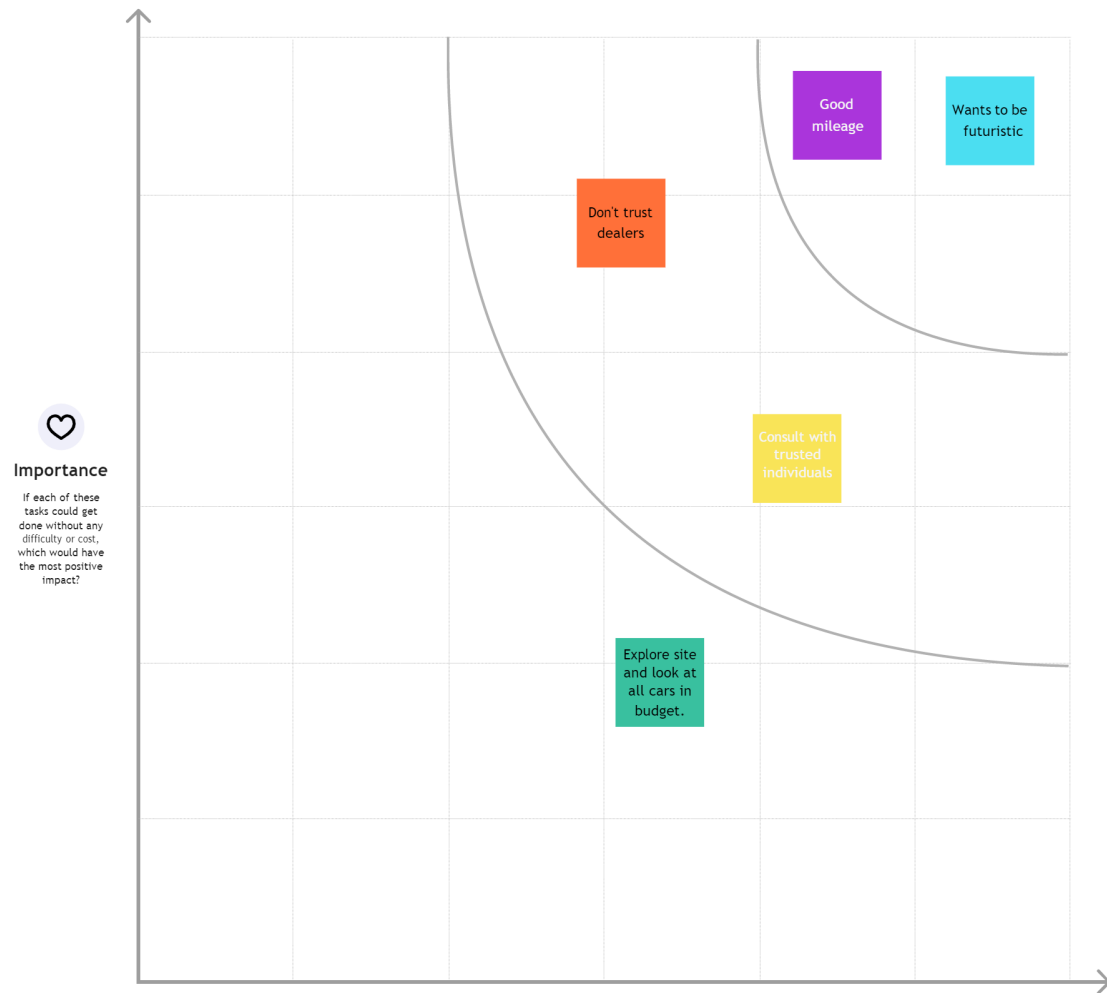 Good
mileage
Wants to be
futuristic
Don't trust
dealers
Consult with
trusted
individuals
Importance
If each of these
tasks could get
done without any
difficulty or cost,
which would have
the most positive
impact?
Explore site
and look at
all cars in
budget.